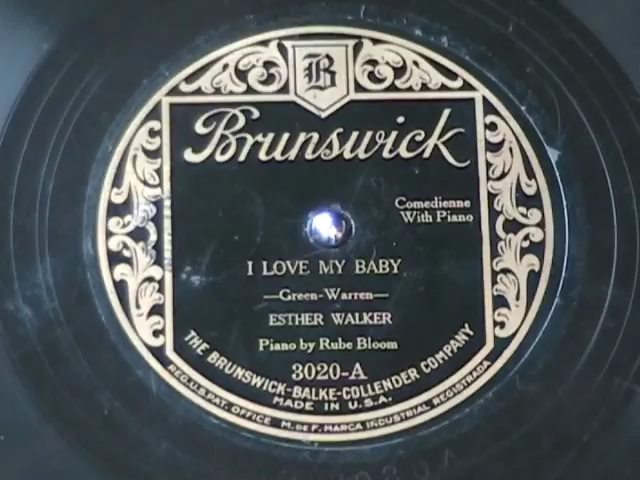 B
Brunswick
Comedienne
With Piano
I LOVE MY BABY
—Green-Warren—
ESTHER WALKER
Piano by Rube Bloom
3020-A
THE BRUNSWICK-BALKE-COLLENDER COMPANY
MADE IN U.S.A.
REG.U.S.PAT. OFFICE M. DE F. MARCA INDUSTRIAL REGISTRADA